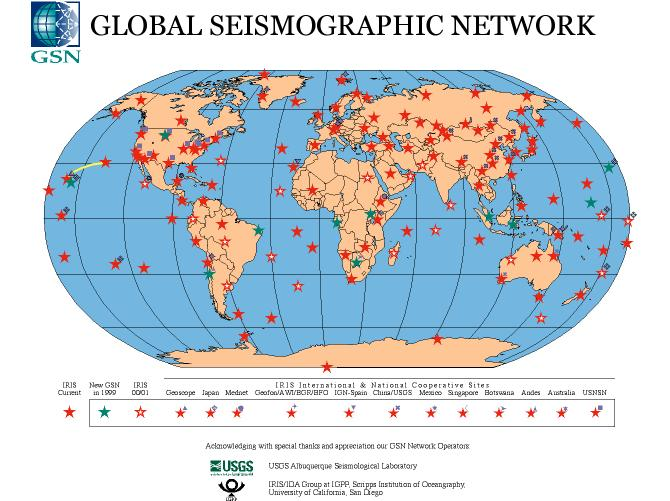 GSN
GLOBAL SEISMOGRAPHIC NETWORK
IRIS International & National Cooperative Sites
IRIS Current
New GSN in 1999
IRIS 00/01
Geoscope
Japan
Mednet
Geofon/AWI/BGR/BFO
IGN-Spain
China/USGS
Mexico
Singapore
Botswana
Andes
Australia
USNSN
Acknowledging with special thanks and appreciation our GSN Network Operators:
USGS
USGS Albuquerque Seismological Laboratory
IGPP
IRIS/IDA Group at IGPP, Scripps Institution of Oceangraphy,
University of California, San Diego